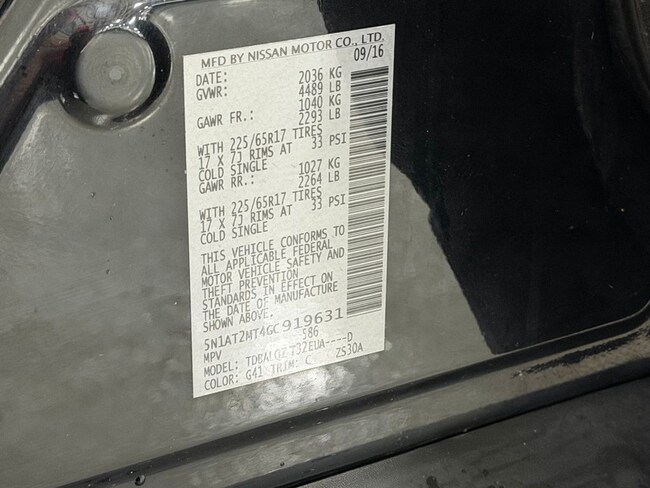 MFD BY NISSAN MOTOR CO., LTD.
DATE: 09/16
GVWR: 2036 KG
4489 LB
GAWR FR.: 1040 KG
2293 LB
WITH 225/65R17 TIRES
17 X 7J RIMS AT 33 PSI
COLD SINGLE
GAWR RR.: 1027 KG
2264 LB
WITH 225/65R17 TIRES
17 X 7J RIMS AT 33 PSI
COLD SINGLE
THIS VEHICLE CONFORMS TO
ALL APPLICABLE FEDERAL
MOTOR VEHICLE SAFETY AND
THEFT PREVENTION
STANDARDS IN EFFECT ON
THE DATE OF MANUFACTURE
SHOWN ABOVE.
5N1AT2MT4GC919631
MPV 586
MODEL:
COLOR: G41 TRIM: ZS30A